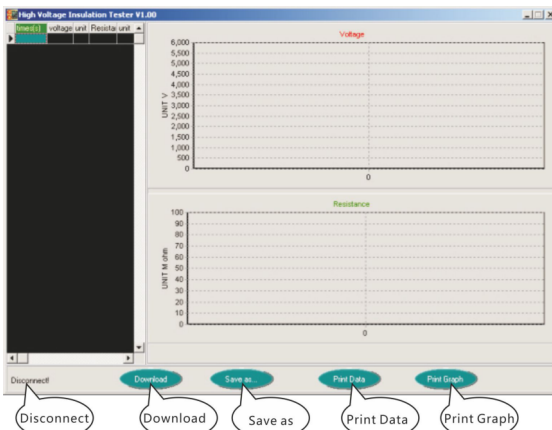 High Voltage Insulation Tester V1.00
times(s) voltage unit Resistai unit
Voltage
6,000
5,500
5,000
4,500
4,000
3,500
3,000
2,500
2,000
1,500
1,000
500
0
UNIT V
0
Resistance
100
90
80
70
60
50
40
30
20
10
0
UNIT M ohm
0
Disconnect!
Download
Save as...
Print Data
Print Graph
Disconnect
Download
Save as
Print Data
Print Graph